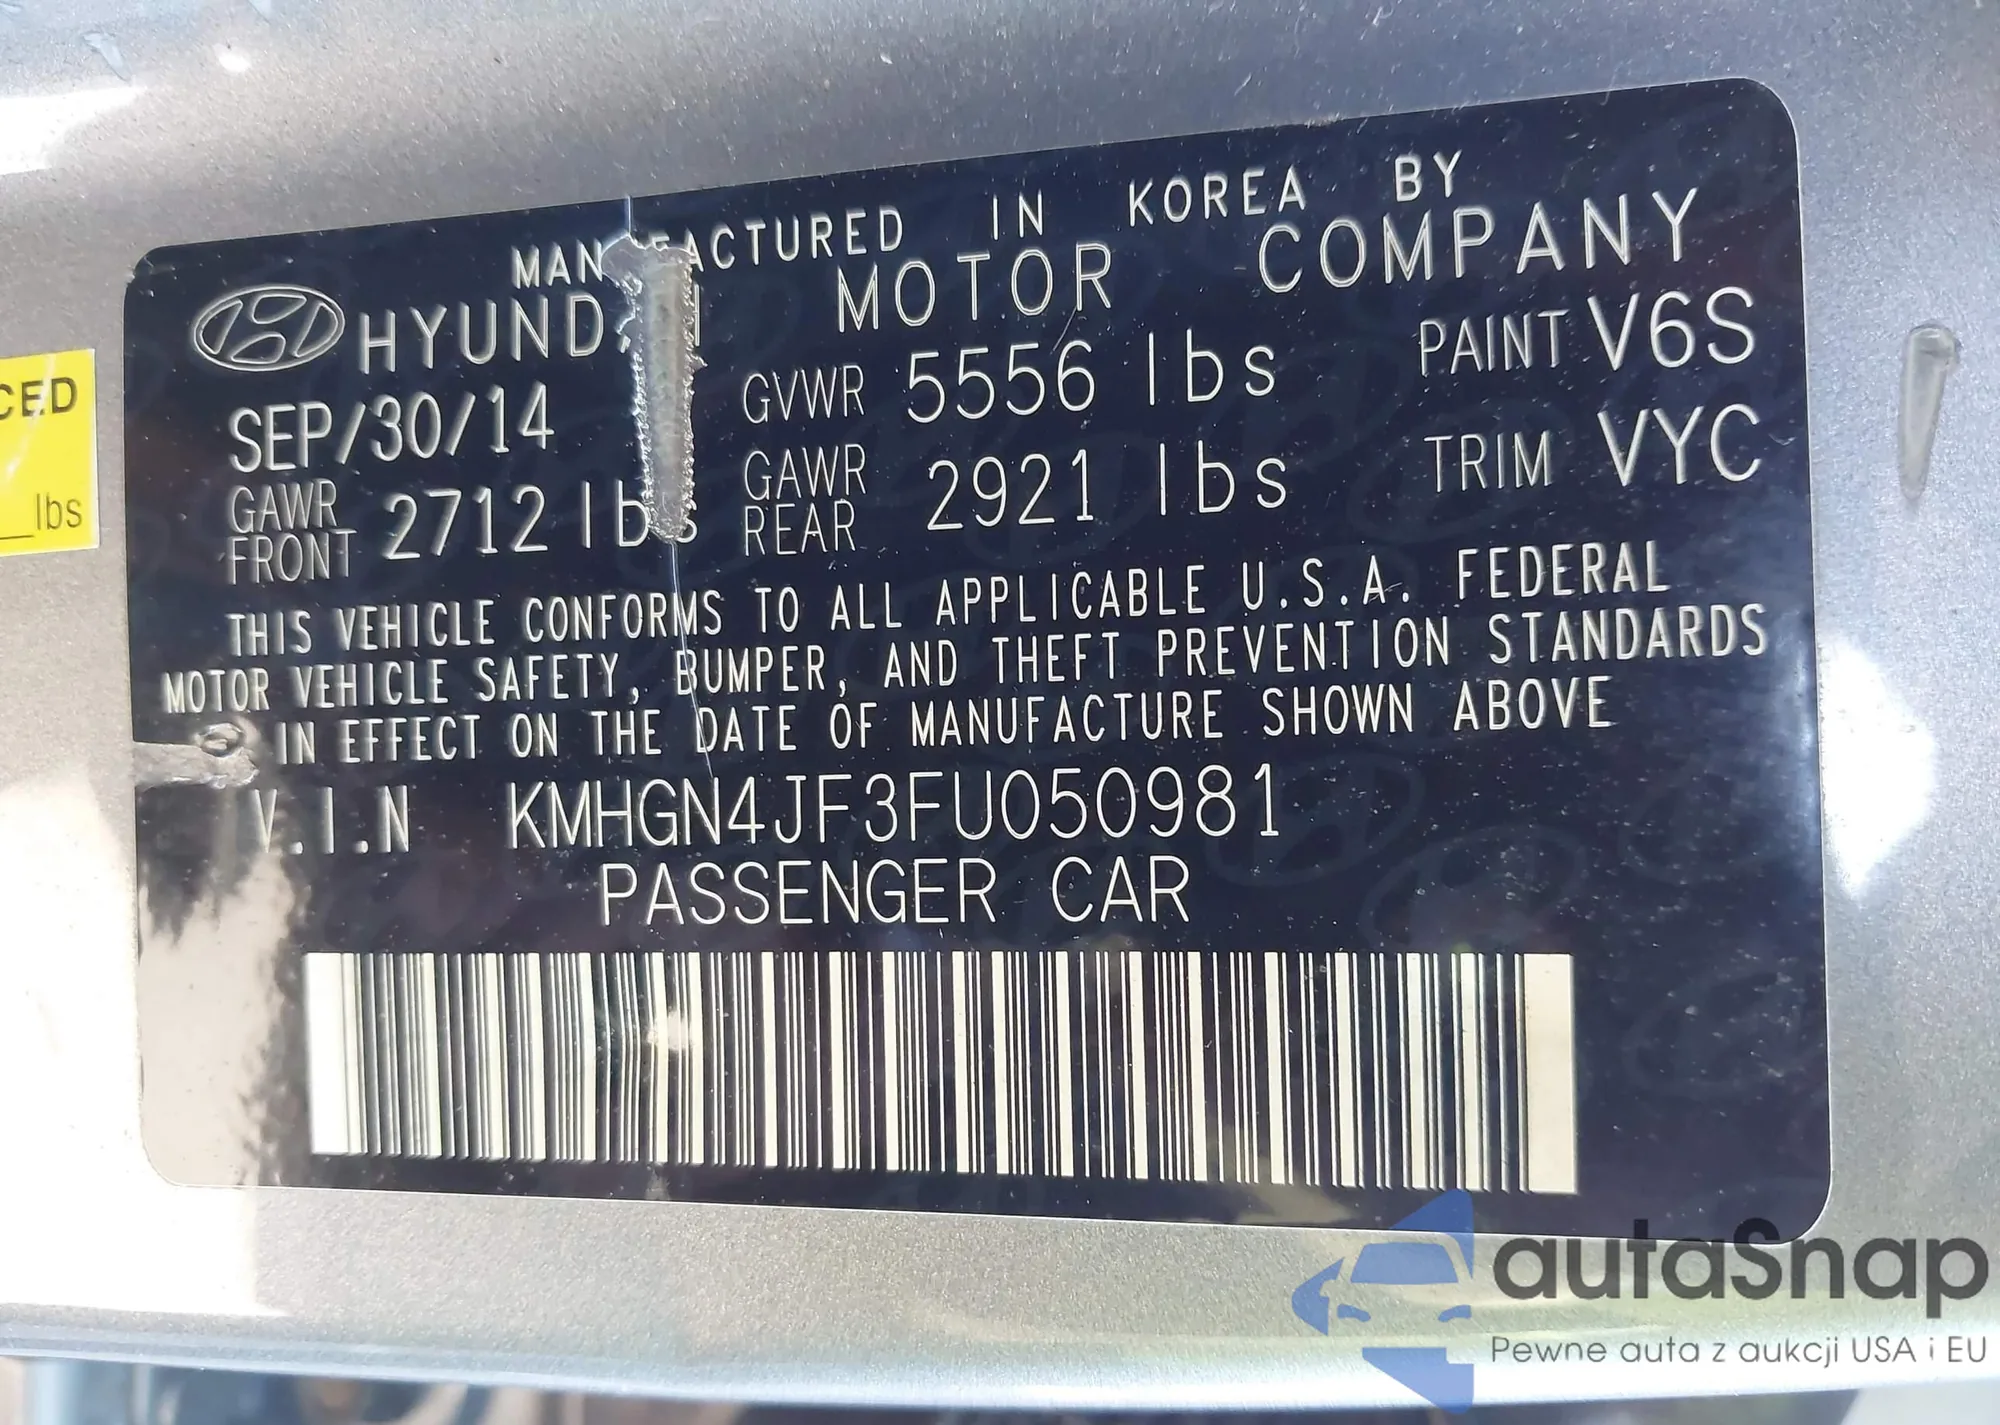 CED
lbs
MANUFACTURED IN KOREA BY
HYUNDAI MOTOR COMPANY
SEP/30/14 GVWR 5556 lbs PAINT V6S
GAWR FRONT 2712 lbs GAWR REAR 2921 lbs TRIM VYC
THIS VEHICLE CONFORMS TO ALL APPLICABLE U.S.A. FEDERAL
MOTOR VEHICLE SAFETY, BUMPER, AND THEFT PREVENTION STANDARDS
IN EFFECT ON THE DATE OF MANUFACTURE SHOWN ABOVE
V.I.N KMHGN4JF3FU050981
PASSENGER CAR
autaSnap
Pewne auta z aukcji USA i EU